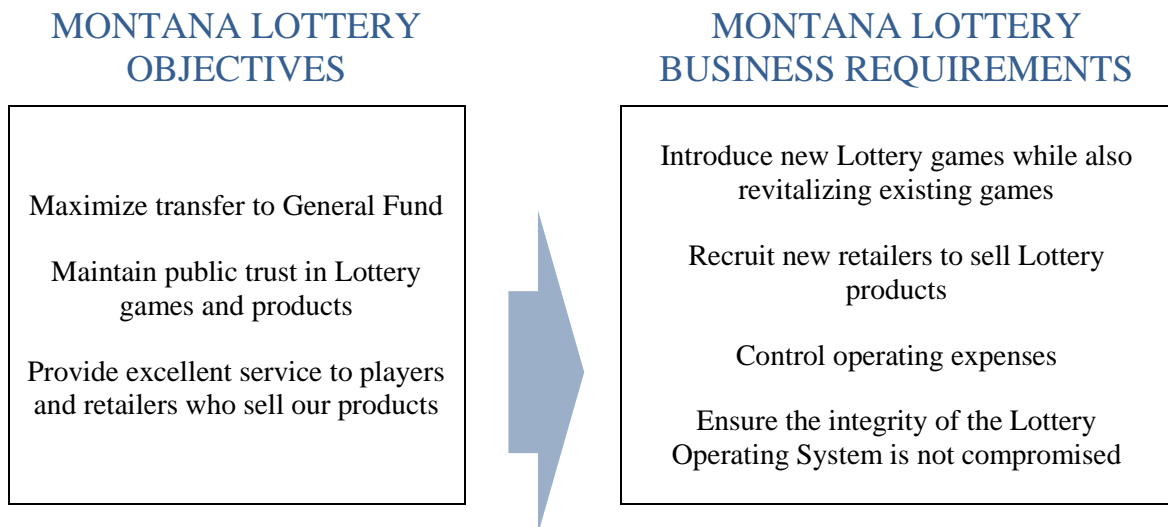 MONTANA LOTTERY
OBJECTIVES
Maximize transfer to General Fund
Maintain public trust in Lottery
games and products
Provide excellent service to players
and retailers who sell our products
MONTANA LOTTERY
BUSINESS REQUIREMENTS
Introduce new Lottery games while also
revitalizing existing games
Recruit new retailers to sell Lottery
products
Control operating expenses
Ensure the integrity of the Lottery
Operating System is not compromised